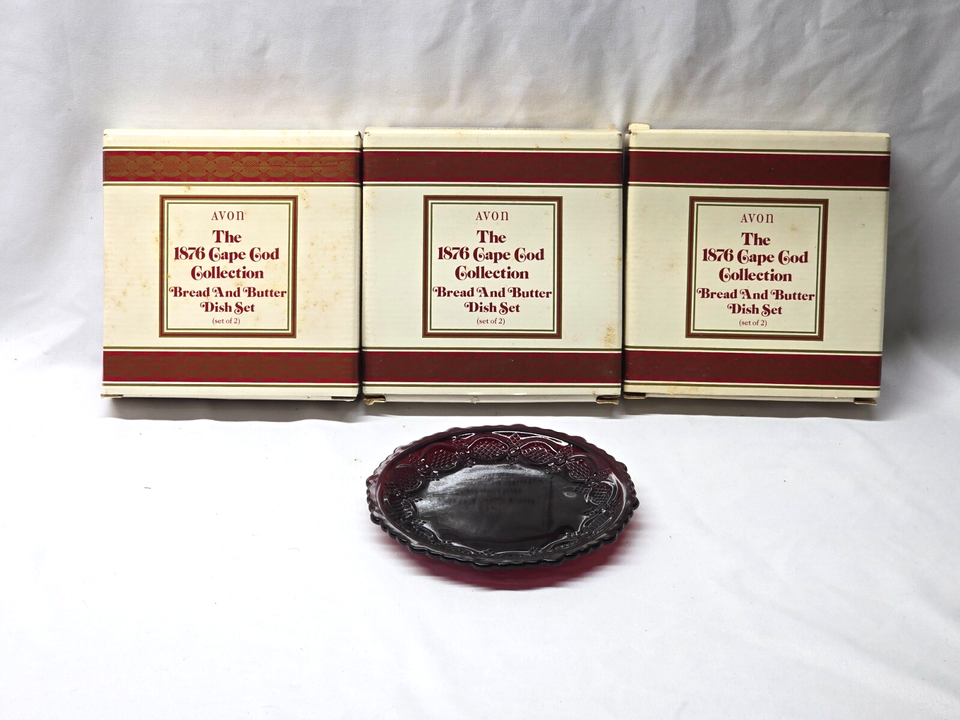 AVON
The
1876 Cape Cod
Collection
Bread And Butter
Dish Set
(set of 2)
AVON
The
1876 Cape Cod
Collection
Bread And Butter
Dish Set
(set of 2)
AVON
The
1876 Cape Cod
Collection
Bread And Butter
Dish Set
(set of 2)